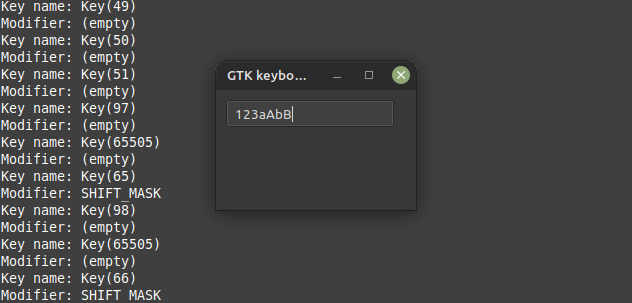 Key name: Key(49)
Modifier: (empty)
Key name: Key(50)
Modifier: (empty)
Key name: Key(51)
Modifier: (empty)
Key name: Key(97)
Modifier: (empty)
Key name: Key(65505)
Modifier: (empty)
Key name: Key(65)
Modifier: SHIFT_MASK
Key name: Key(98)
Modifier: (empty)
Key name: Key(65505)
Modifier: (empty)
Key name: Key(66)
Modifier: SHIFT_MASK
GTK keybo...
123aAbB